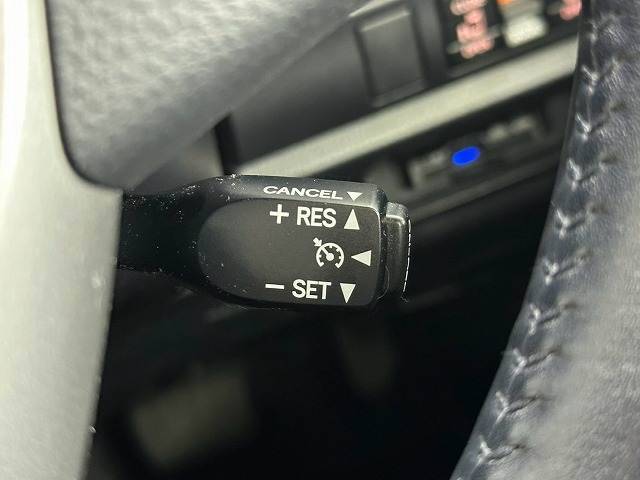 CANCEL ▼
+ RES ▲
◀
− SET ▼